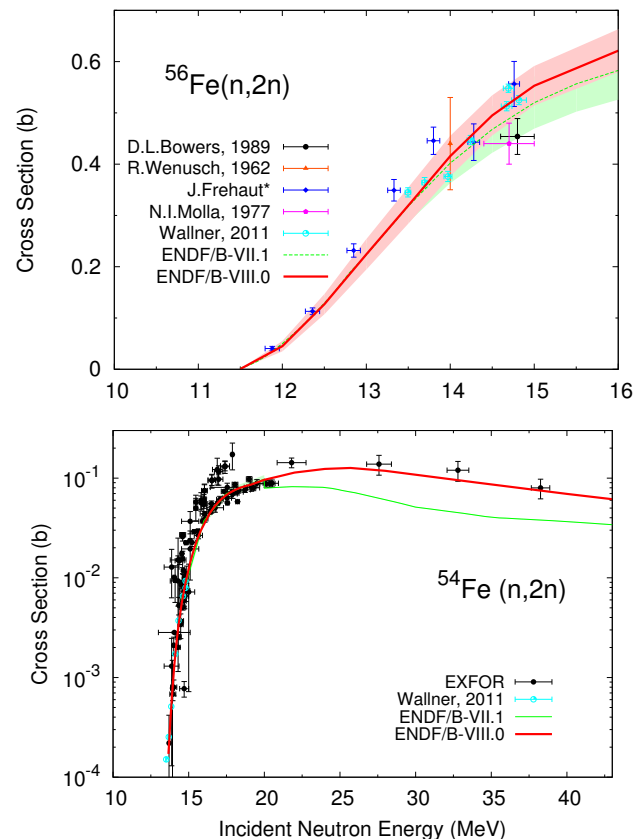 0.6
0.4
0.2
0
Cross Section (b)
⁵⁶Fe(n,2n)
D.L.Bowers, 1989
R.Wenusch, 1962
J.Frehaut*
N.I.Molla, 1977
Wallner, 2011
ENDF/B-VII.1
ENDF/B-VIII.0
10 11 12 13 14 15 16
10⁻¹
10⁻²
10⁻³
10⁻⁴
Cross Section (b)
⁵⁴Fe (n,2n)
EXFOR
Wallner, 2011
ENDF/B-VII.1
ENDF/B-VIII.0
10 15 20 25 30 35 40
Incident Neutron Energy (MeV)